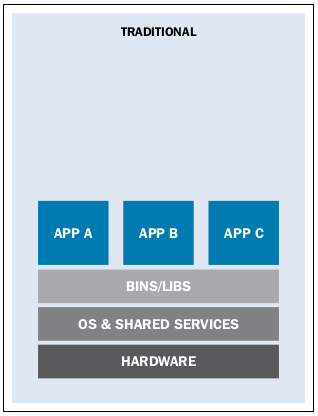 TRADITIONAL
APP A
APP B
APP C
BINS/LIBS
OS & SHARED SERVICES
HARDWARE